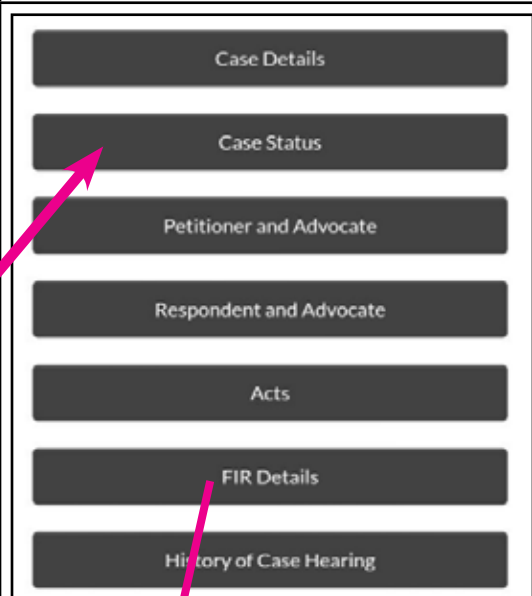 Case Details
Case Status
Petitioner and Advocate
Respondent and Advocate
Acts
FIR Details
History of Case Hearing